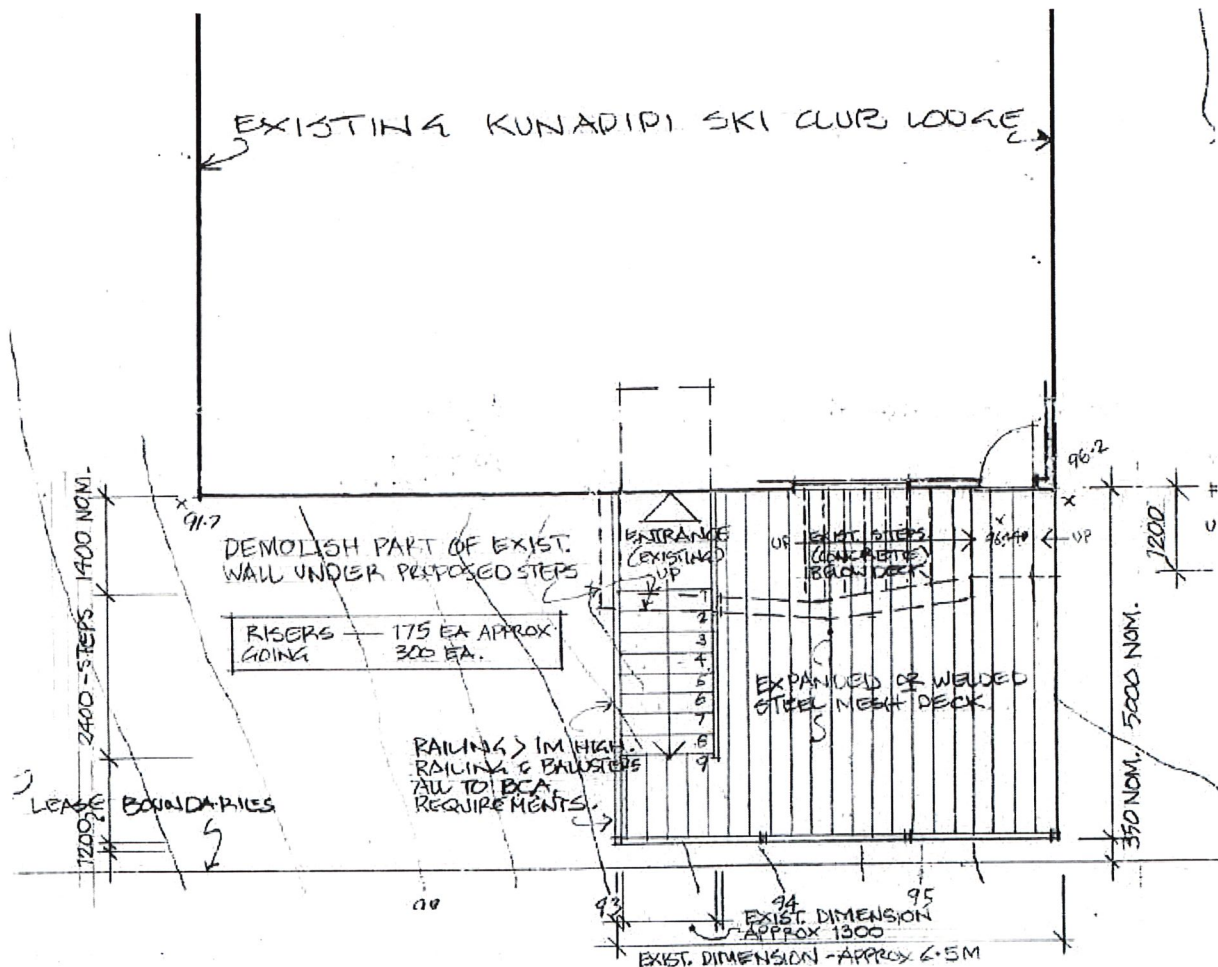 EXISTING KUNADIDI SKI CLUB LODGE
96.2
91.7
1400 NOM.
2400 - STEPS
1200
DEMOLISH PART OF EXIST.
WALL UNDER PROPOSED STEPS
RISERS — 175 EA APPROX.
GOING 300 EA.
ENTRANCE
(EXISTING)
UP
UP
EXIST. STEPS
(CONCRETE)
BELOW DECK
96.440
UP
1200
1
2
3
4
5
6
7
8
9
EXPANDED OR WELDED
STEEL MESH DECK
RAILING > 1M HIGH.
RAILING & BALUSTERS
ALL TO BCA
REQUIREMENTS.
LEASE BOUNDARIES
5000 NOM.
350 NOM.
93
94
95
EXIST. DIMENSION
APPROX 1300
EXIST. DIMENSION - APPROX 6.5M